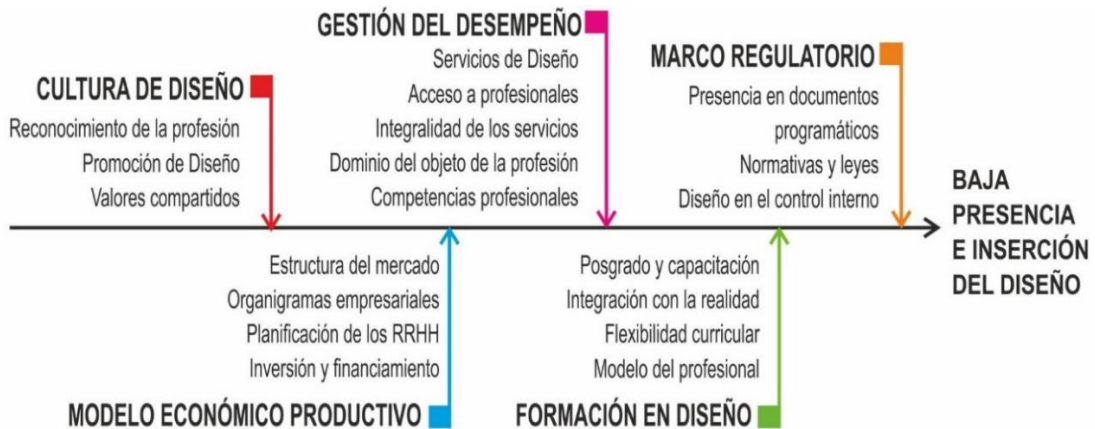 CULTURA DE DISEÑO
Reconocimiento de la profesión
Promoción de Diseño
Valores compartidos
GESTIÓN DEL DESEMPEÑO
Servicios de Diseño
Acceso a profesionales
Integralidad de los servicios
Dominio del objeto de la profesión
Competencias profesionales
MARCO REGULATORIO
Presencia en documentos
programáticos
Normativas y leyes
Diseño en el control interno
BAJA
PRESENCIA
E INSERCIÓN
DEL DISEÑO
Estructura del mercado
Organigramas empresariales
Planificación de los RRHH
Inversión y financiamiento
MODELO ECONÓMICO PRODUCTIVO
Posgrado y capacitación
Integración con la realidad
Flexibilidad curricular
Modelo del profesional
FORMACIÓN EN DISEÑO